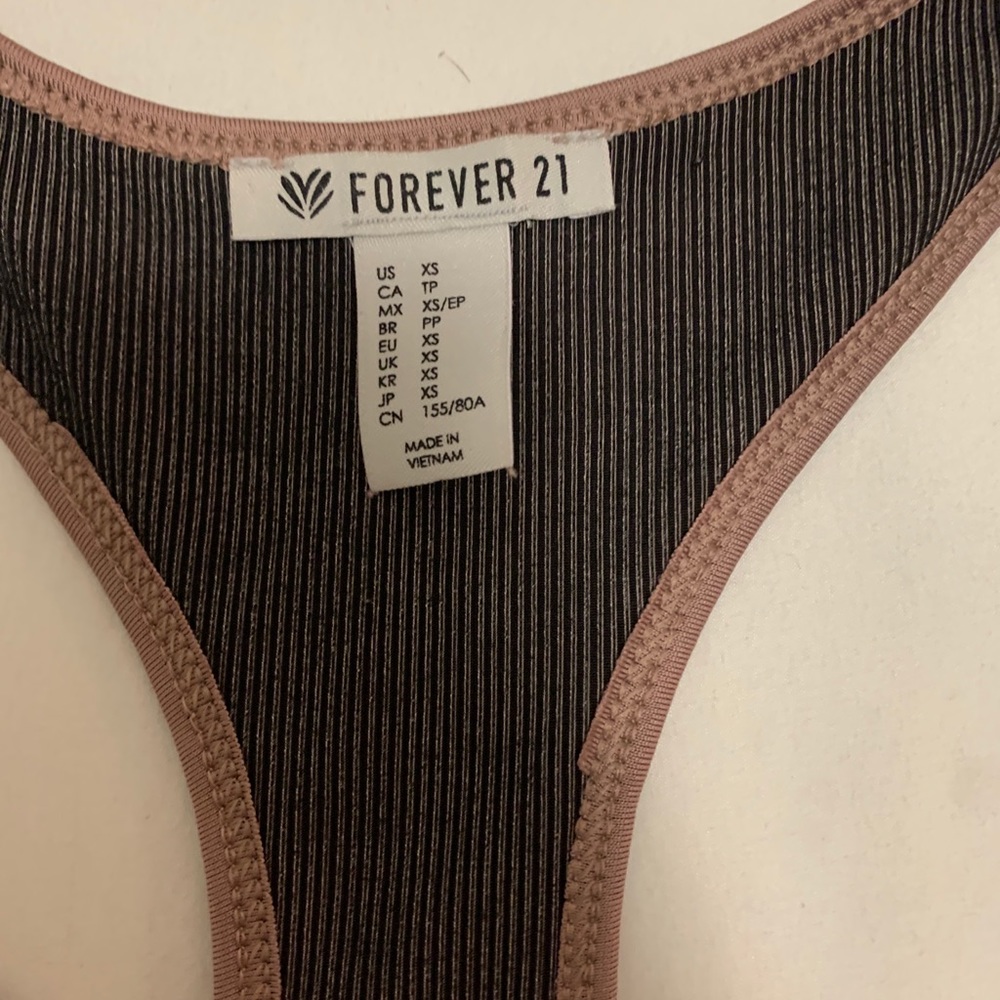 FOREVER 21
US XS
CA TP
MX XS/EP
BR PP
EU XS
UK XS
KR XS
JP XS
CN 155/80A
MADE IN
VIETNAM